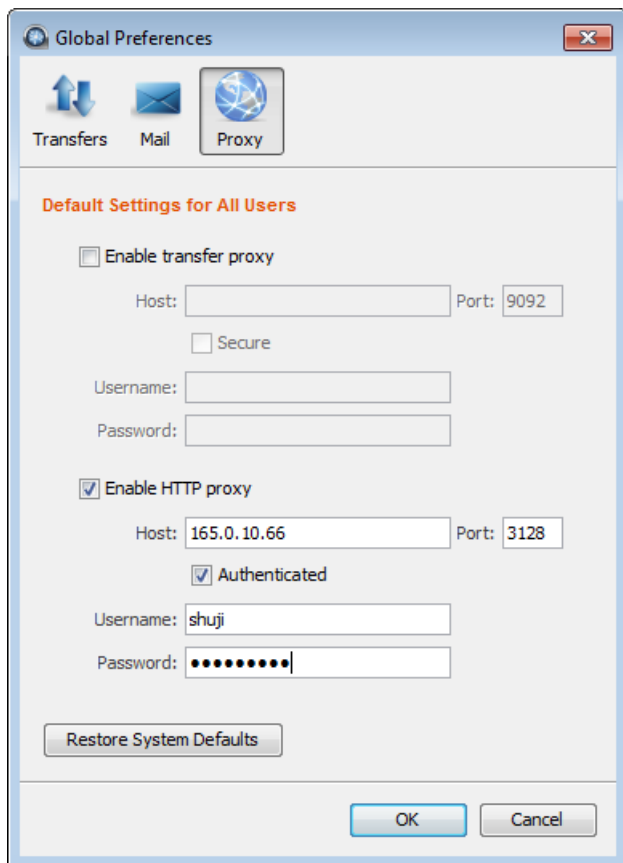 Global Preferences
Transfers Mail Proxy
Default Settings for All Users
Enable transfer proxy
Host: Port: 9092
Secure
Username:
Password:
Enable HTTP proxy
Host: 165.0.10.66 Port: 3128
Authenticated
Username: shuji
Password: •••••••••
Restore System Defaults
OK Cancel